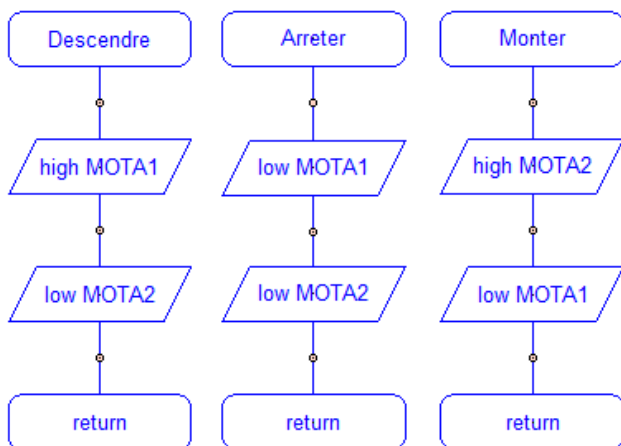 Descendre
high MOTA1
low MOTA2
return
Arreter
low MOTA1
low MOTA2
return
Monter
high MOTA2
low MOTA1
return